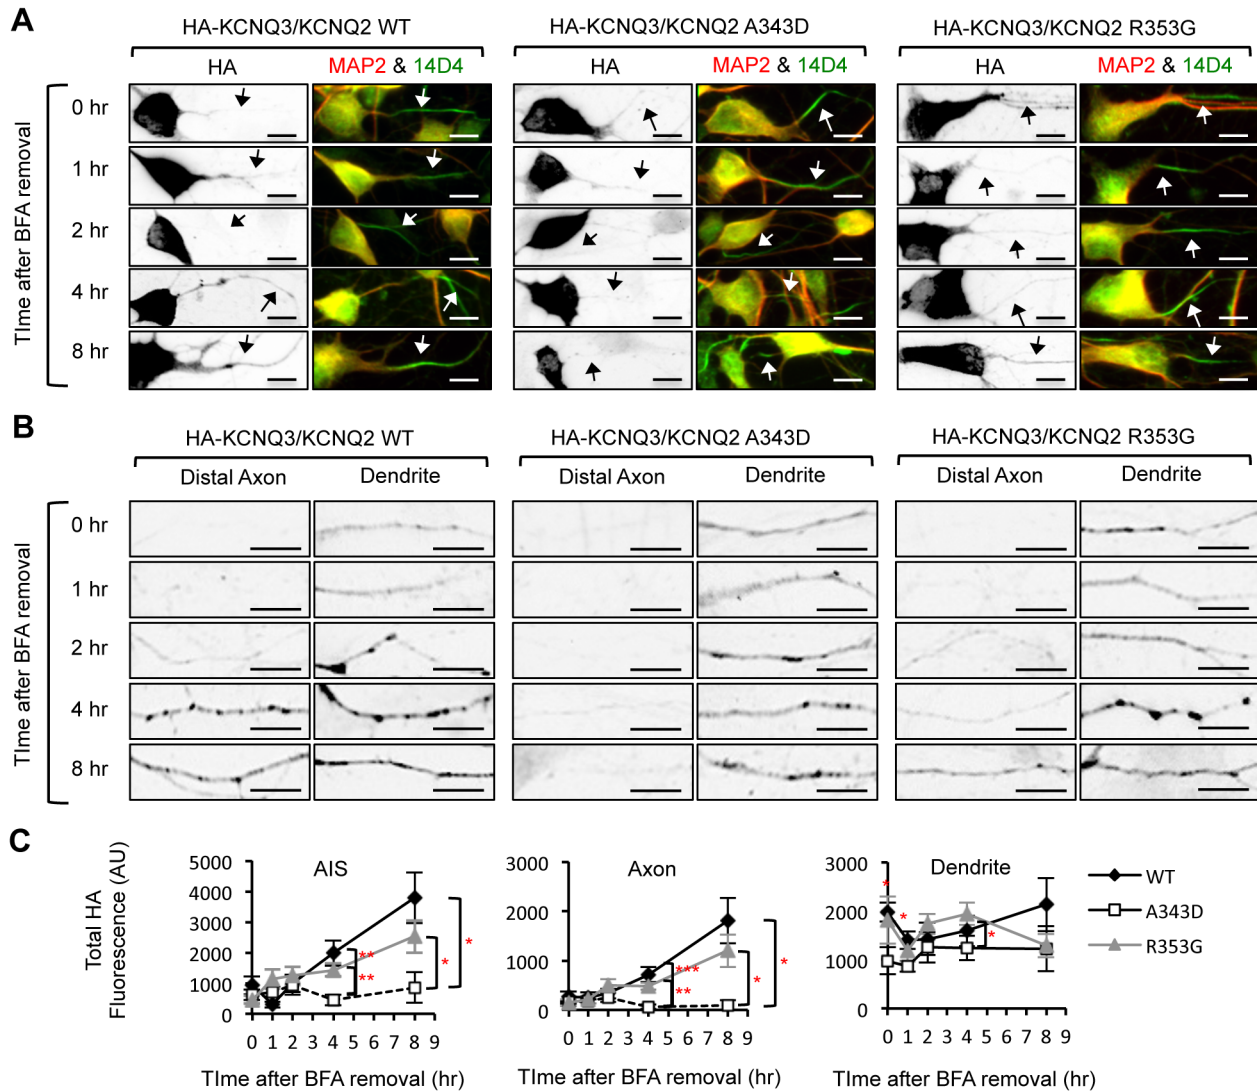 A
HA-KCNQ3/KCNQ2 WT
HA-KCNQ3/KCNQ2 A343D
HA-KCNQ3/KCNQ2 R353G
HA
MAP2 & 14D4
HA
MAP2 & 14D4
HA
MAP2 & 14D4
TIme after BFA removal
0 hr
1 hr
2 hr
4 hr
8 hr
B
HA-KCNQ3/KCNQ2 WT
HA-KCNQ3/KCNQ2 A343D
HA-KCNQ3/KCNQ2 R353G
Distal Axon
Dendrite
Distal Axon
Dendrite
Distal Axon
Dendrite
TIme after BFA removal
0 hr
1 hr
2 hr
4 hr
8 hr
C
Total HA
Fluorescence (AU)
AIS
5000
4000
3000
2000
1000
0
** 
**
*
*
0 1 2 3 4 5 6 7 8 9
TIme after BFA removal (hr)
Axon
3000
2000
1000
0
***
**
*
*
0 1 2 3 4 5 6 7 8 9
TIme after BFA removal (hr)
Dendrite
3000
2000
1000
0
*
*
*
0 1 2 3 4 5 6 7 8 9
TIme after BFA removal (hr)
WT
A343D
R353G